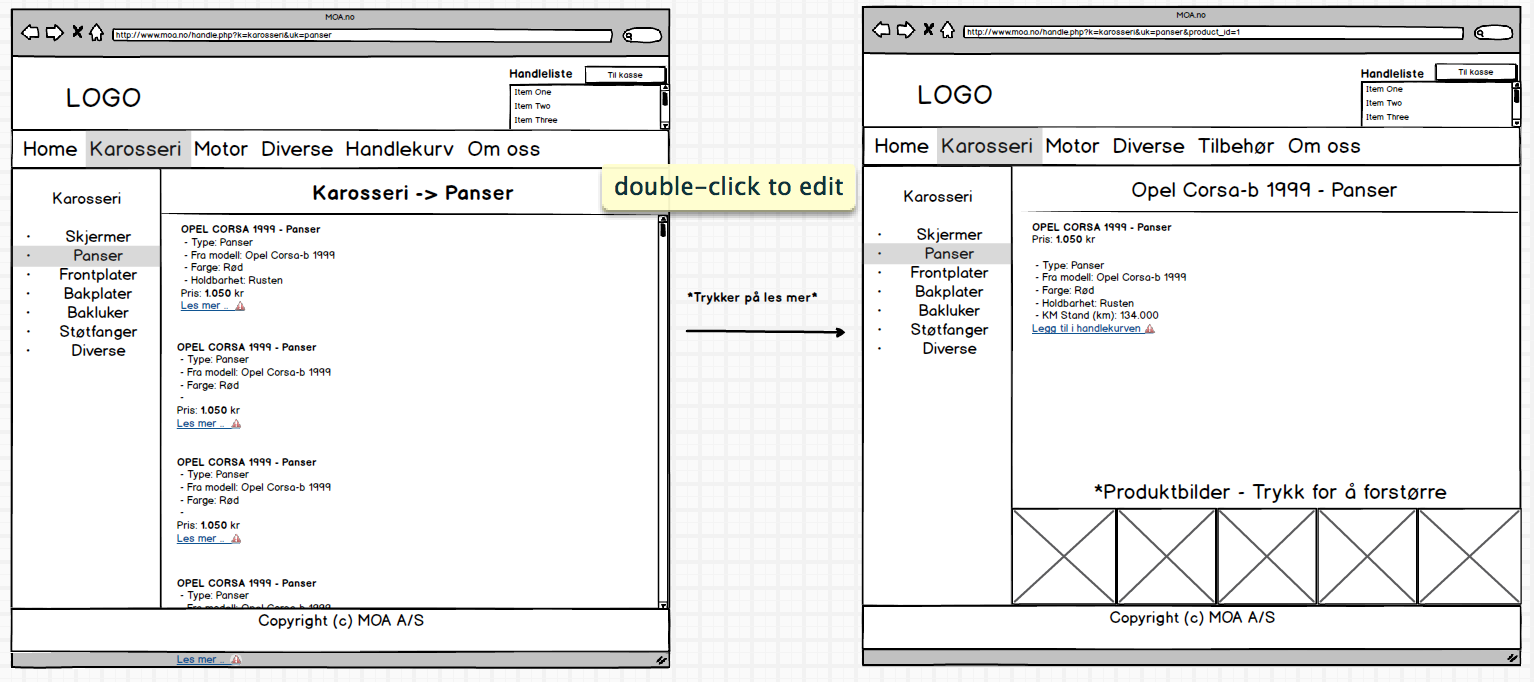 MOA.no
http://www.moa.no/handle.php?k=karosseri&uk=panser
Handleliste
Til kasse
Item One
Item Two
Item Three
LOGO
Home Karosseri Motor Diverse Handlekurv Om oss
Karosseri
· Skjermer
· Panser
· Frontplater
· Bakplater
· Bakluker
· Støtfanger
· Diverse
Karosseri -> Panser
OPEL CORSA 1999 - Panser
- Type: Panser
- Fra modell: Opel Corsa-b 1999
- Farge: Rød
- Holdbarhet: Rusten
Pris: 1.050 kr
Les mer ..
OPEL CORSA 1999 - Panser
- Type: Panser
- Fra modell: Opel Corsa-b 1999
- Farge: Rød
-
Pris: 1.050 kr
Les mer ..
OPEL CORSA 1999 - Panser
- Type: Panser
- Fra modell: Opel Corsa-b 1999
- Farge: Rød
-
Pris: 1.050 kr
Les mer ..
OPEL CORSA 1999 - Panser
- Type: Panser
- Fra modell: Opel Corsa-b 1999
Copyright (c) MOA A/S
Les mer ..
double-click to edit
*Trykker på les mer*
MOA.no
http://www.moa.no/handle.php?k=karosseri&uk=panser&product_id=1
Handleliste
Til kasse
Item One
Item Two
Item Three
LOGO
Home Karosseri Motor Diverse Tilbehør Om oss
Karosseri
· Skjermer
· Panser
· Frontplater
· Bakplater
· Bakluker
· Støtfanger
· Diverse
Opel Corsa-b 1999 - Panser
OPEL CORSA 1999 - Panser
Pris: 1.050 kr
- Type: Panser
- Fra modell: Opel Corsa-b 1999
- Farge: Rød
- Holdbarhet: Rusten
- KM Stand (km): 134.000
Legg til i handlekurven
*Produktbilder - Trykk for å forstørre
Copyright (c) MOA A/S